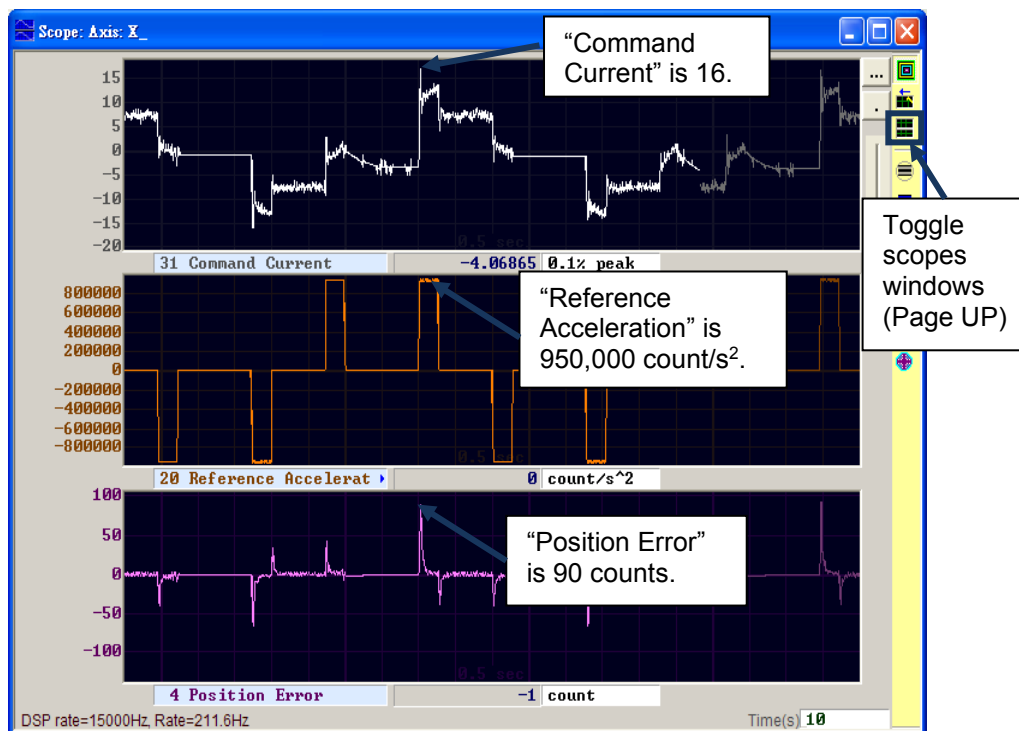 Scope: Axis: X_
“Command
Current” is 16.
...
.
15
10
5
0
-5
-10
-15
-20
0.5 sec
31 Command Current
-4.06865
0.1% peak
Toggle
scopes
windows
(Page UP)
800000
600000
400000
200000
0
-200000
-400000
-600000
-800000
“Reference
Acceleration” is
950,000 count/s².
0.5 sec
20 Reference Accelerat
0
count/s^2
100
50
0
-50
-100
“Position Error”
is 90 counts.
0.5 sec
4 Position Error
-1
count
DSP rate=15000Hz, Rate=211.6Hz
Time(s) 10